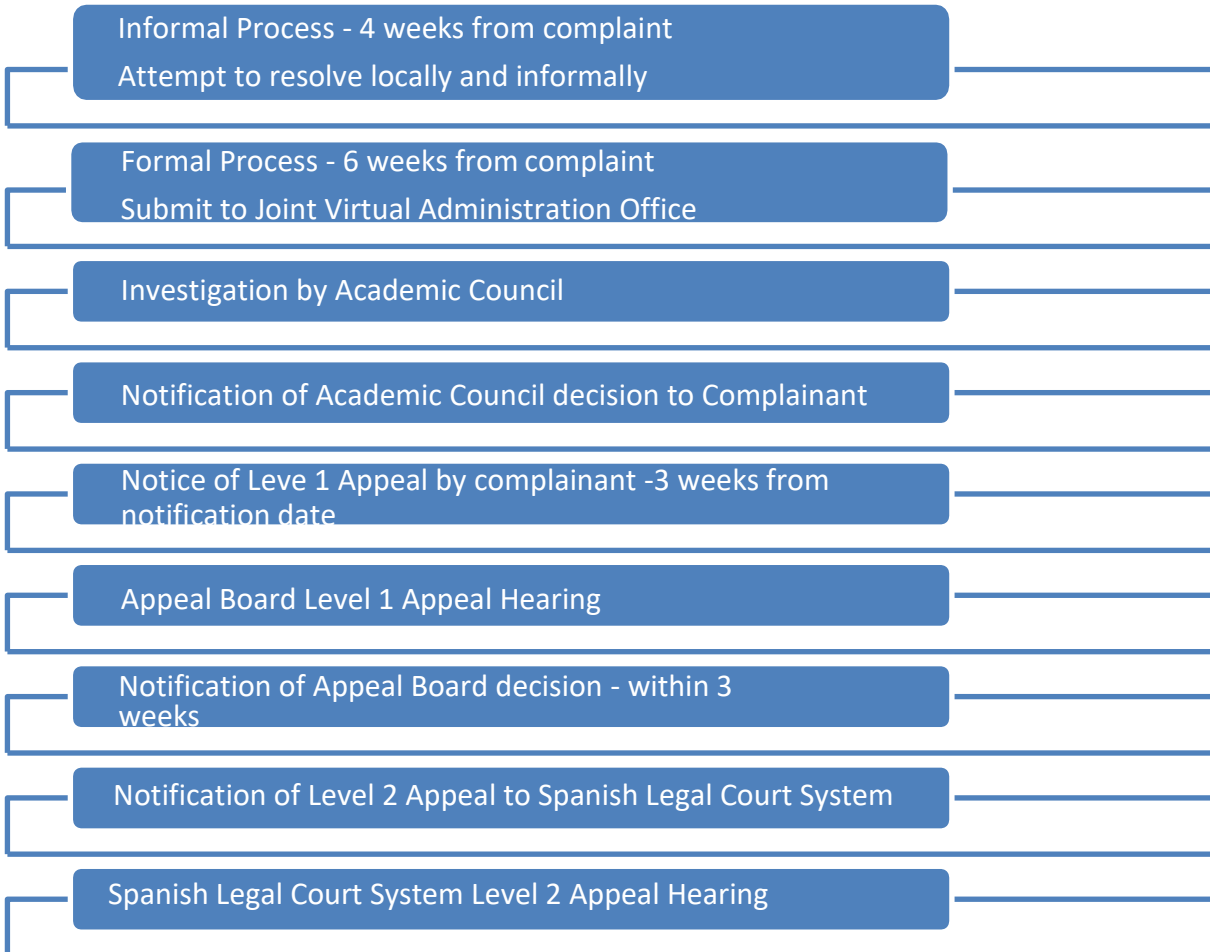 Informal Process - 4 weeks from complaint
Attempt to resolve locally and informally
Formal Process - 6 weeks from complaint
Submit to Joint Virtual Administration Office
Investigation by Academic Council
Notification of Academic Council decision to Complainant
Notice of Leve 1 Appeal by complainant -3 weeks from
notification date
Appeal Board Level 1 Appeal Hearing
Notification of Appeal Board decision - within 3
weeks
Notification of Level 2 Appeal to Spanish Legal Court System
Spanish Legal Court System Level 2 Appeal Hearing